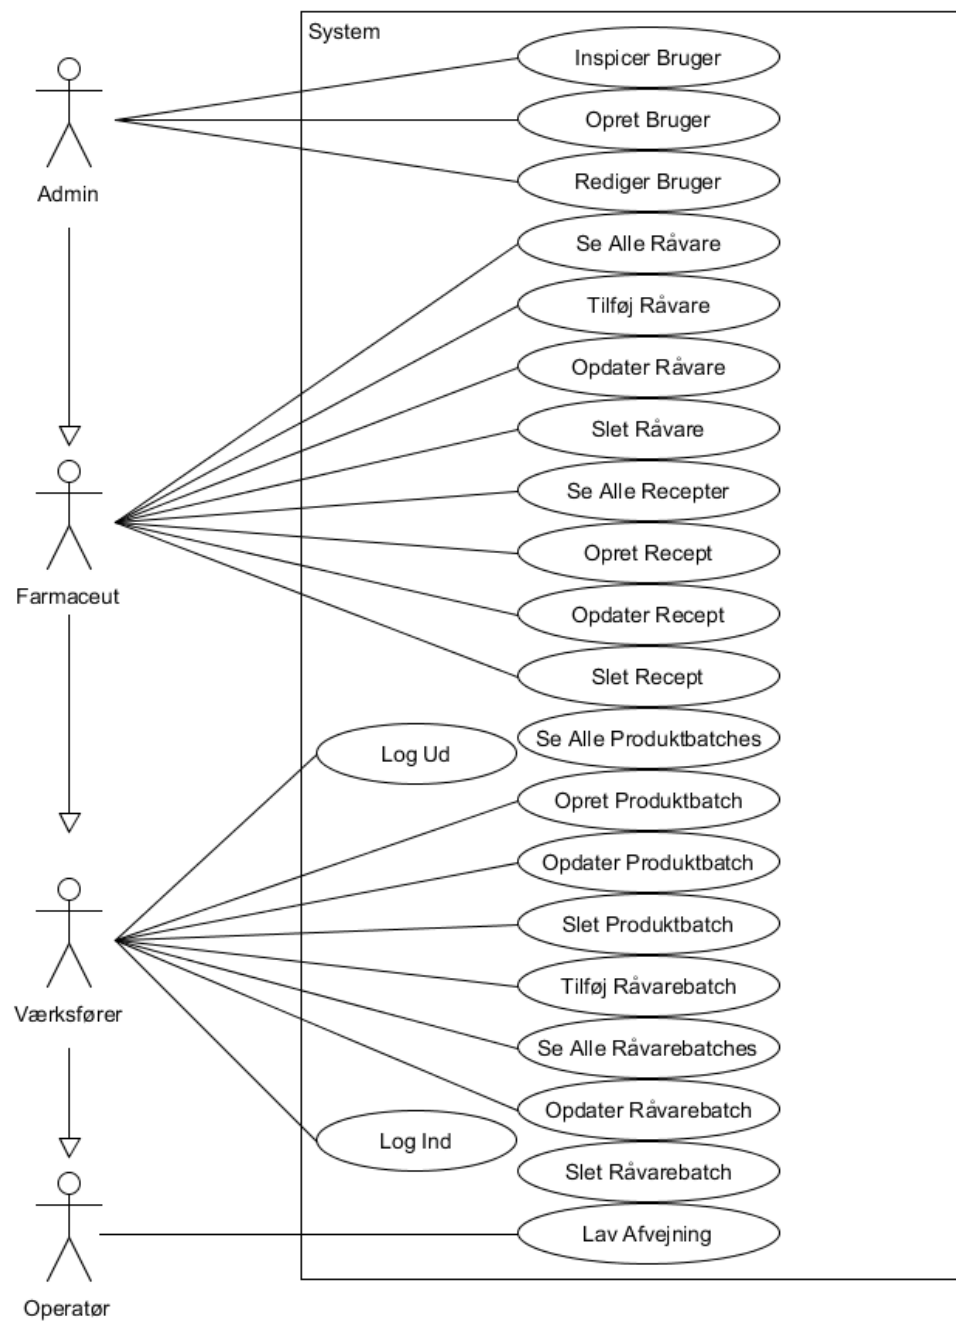 System
Inspicer Bruger
Opret Bruger
Rediger Bruger
Admin
Se Alle Råvare
Tilføj Råvare
Opdater Råvare
Slet Råvare
Se Alle Recepter
Opret Recept
Farmaceut
Opdater Recept
Slet Recept
Se Alle Produktbatches
Log Ud
Opret Produktbatch
Opdater Produktbatch
Slet Produktbatch
Tilføj Råvarebatch
Værksfører
Se Alle Råvarebatches
Opdater Råvarebatch
Log Ind
Slet Råvarebatch
Lav Afvejning
Operatør